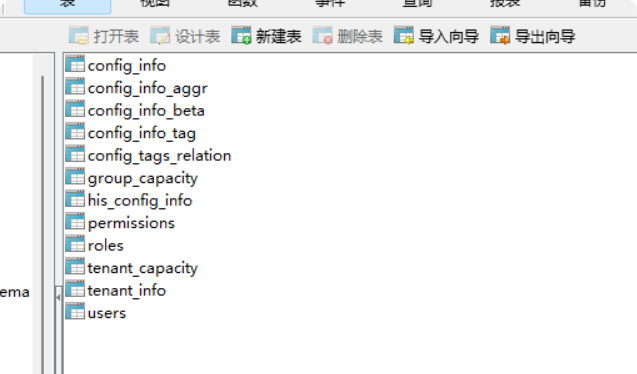 表 视图 函数 事件 查询 报表 备份
打开表 设计表 新建表 删除表 导入向导 导出向导
config_info
config_info_aggr
config_info_beta
config_info_tag
config_tags_relation
group_capacity
his_config_info
permissions
roles
tenant_capacity
ema
tenant_info
users